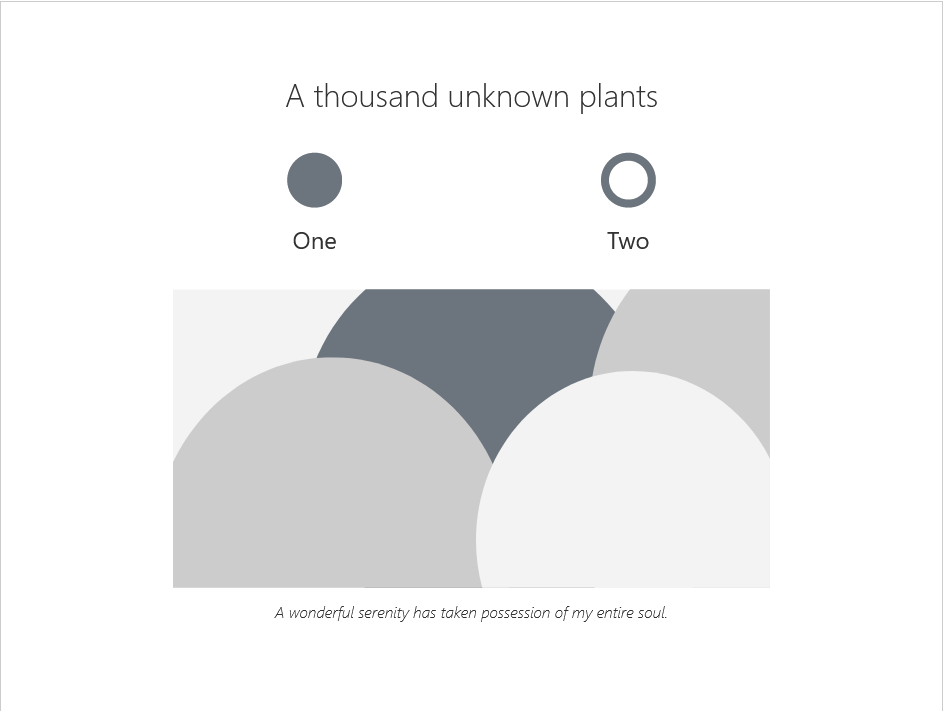 A thousand unknown plants
One
Two
A wonderful serenity has taken possession of my entire soul.